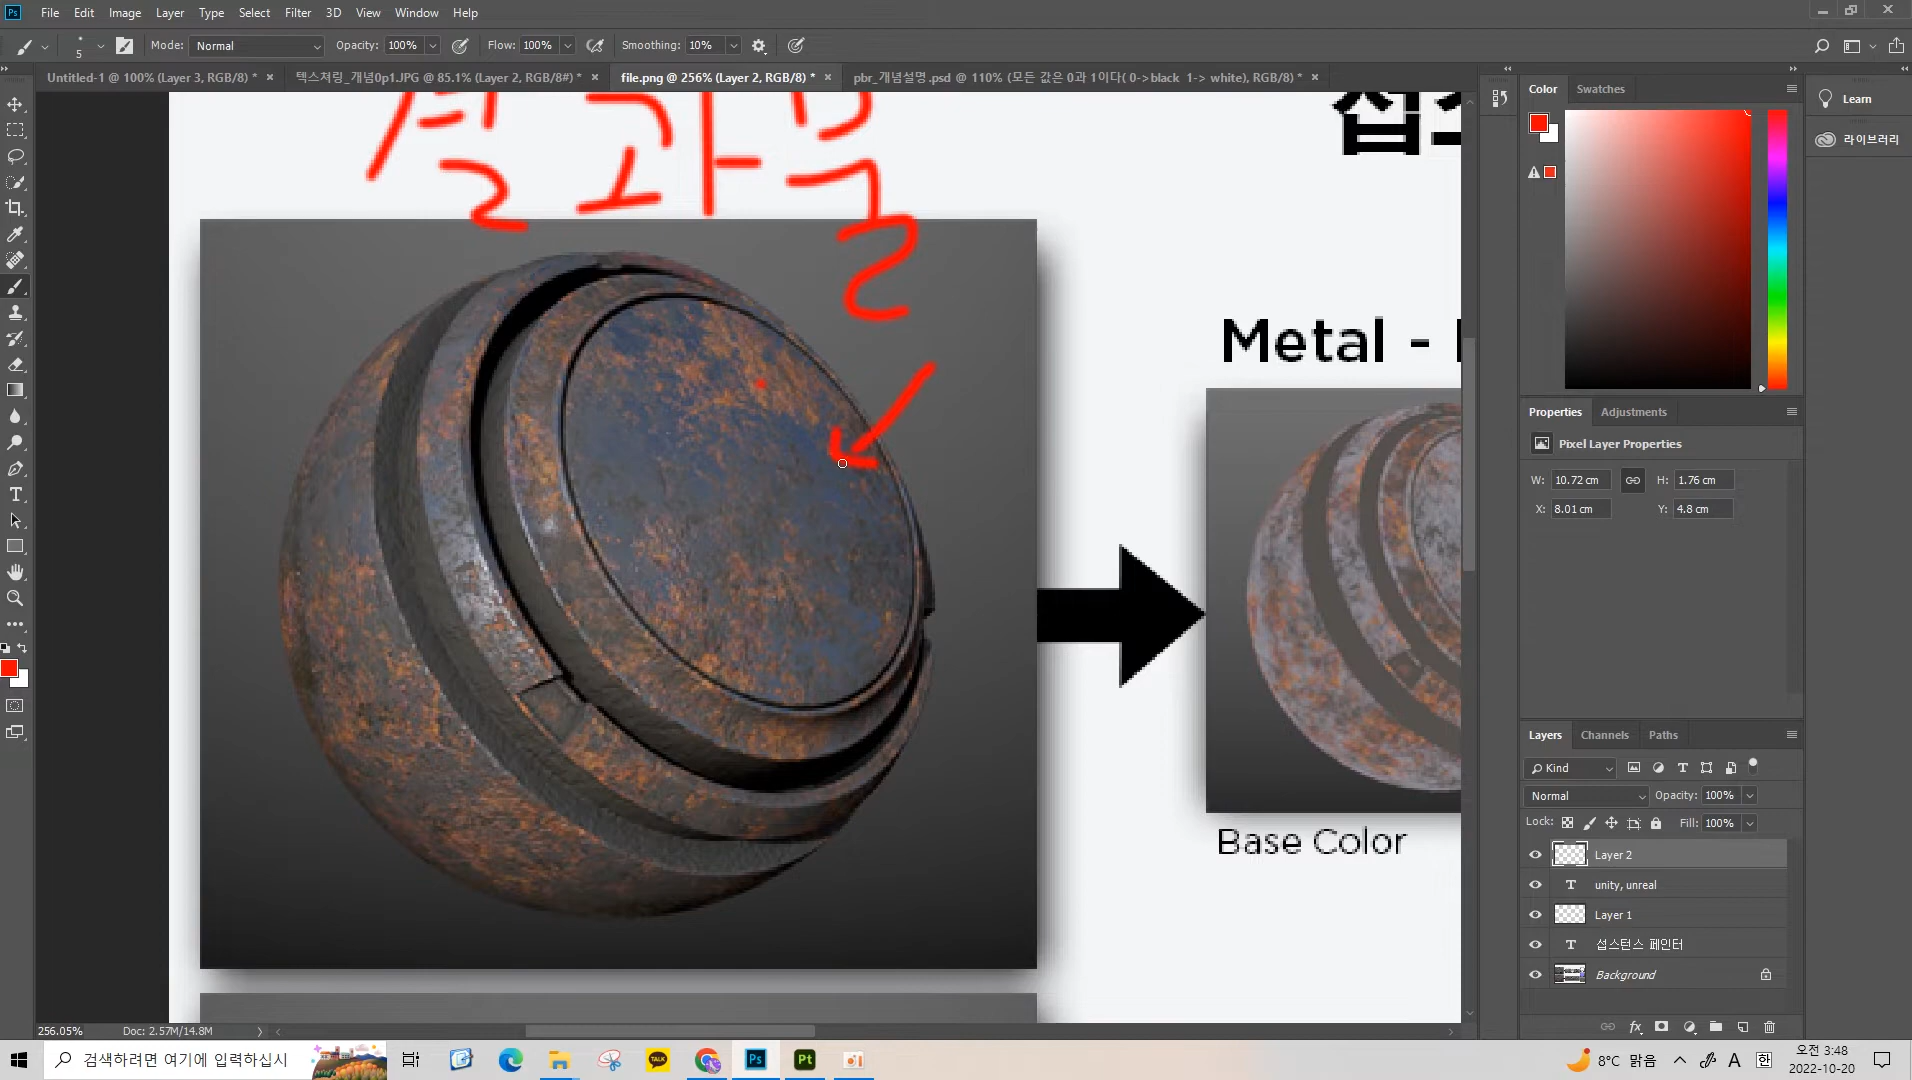 File Edit Image Layer Type Select Filter 3D View Window Help
5 Mode: Normal Opacity: 100% Flow: 100% Smoothing: 10%
Untitled-1 @ 100% (Layer 3, RGB/8) * × 텍스쳐링_개념0p1.JPG @ 85.1% (Layer 2, RGB/8#) * × file.png @ 256% (Layer 2, RGB/8) * × pbr_개념설명.psd @ 110% (모든 값은 0과 1이다( 0->black 1-> white), RGB/8) * ×
Color Swatches
Learn
라이브러리
Metal -
Base Color
Properties Adjustments
Pixel Layer Properties
W: 10.72 cm H: 1.76 cm
X: 8.01 cm Y: 4.8 cm
Layers Channels Paths
Kind
Normal Opacity: 100%
Lock: Fill: 100%
Layer 2
unity, unreal
Layer 1
섭스턴스 페인터
Background
fx
256.05% Doc: 2.57M/14.8M
검색하려면 여기에 입력하십시
TALK
Ps
Pt
8°C 맑음
A
한
오전 3:48
2022-10-20